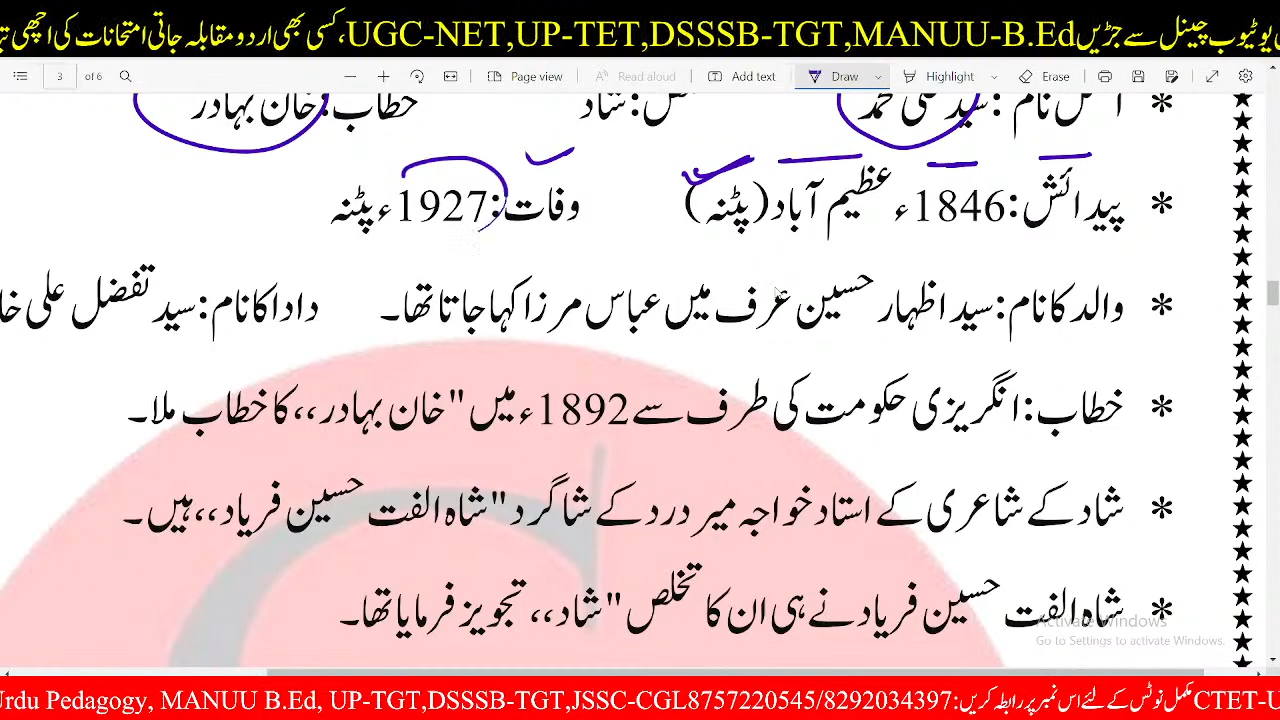 یوٹیوب چینل سے جڑیں UGC-NET,UP-TET,DSSSB-TGT,MANUU-B.Ed، کسی بھی اردو مقابلہ جاتی امتحانات کی اچھی
3 of 6 Page view Read aloud Add text Draw Highlight Erase
* اصل نام: سید علی محمد تخلص: شاد خطاب: خان بہادر
* پیدائش: 1846ء عظیم آباد (پٹنہ) وفات: 1927ء پٹنہ
* والد کا نام: سید اظہار حسین عرف میں عباس مرزا کہا جاتا تھا۔ دادا کا نام: سید تفضل علی
* خطاب: انگریزی حکومت کی طرف سے 1892ء میں "خان بہادر،، کا خطاب ملا۔
* شاد کے شاعری کے استاد خواجہ میر درد کے شاگرد "شاہ الفت حسین فریاد،، ہیں۔
* شاہ الفت حسین فریاد نے ہی ان کا تخلص "شاد،، تجویز فرمایا تھا۔
Activate Windows
Go to Settings to activate Windows.
Urdu Pedagogy, MANUU B.Ed, UP-TGT,DSSSB-TGT,JSSC-CGL مکمل نوٹس کے لئے اس نمبر پر رابطہ کریں:8757220545/8292034397 CTET-U